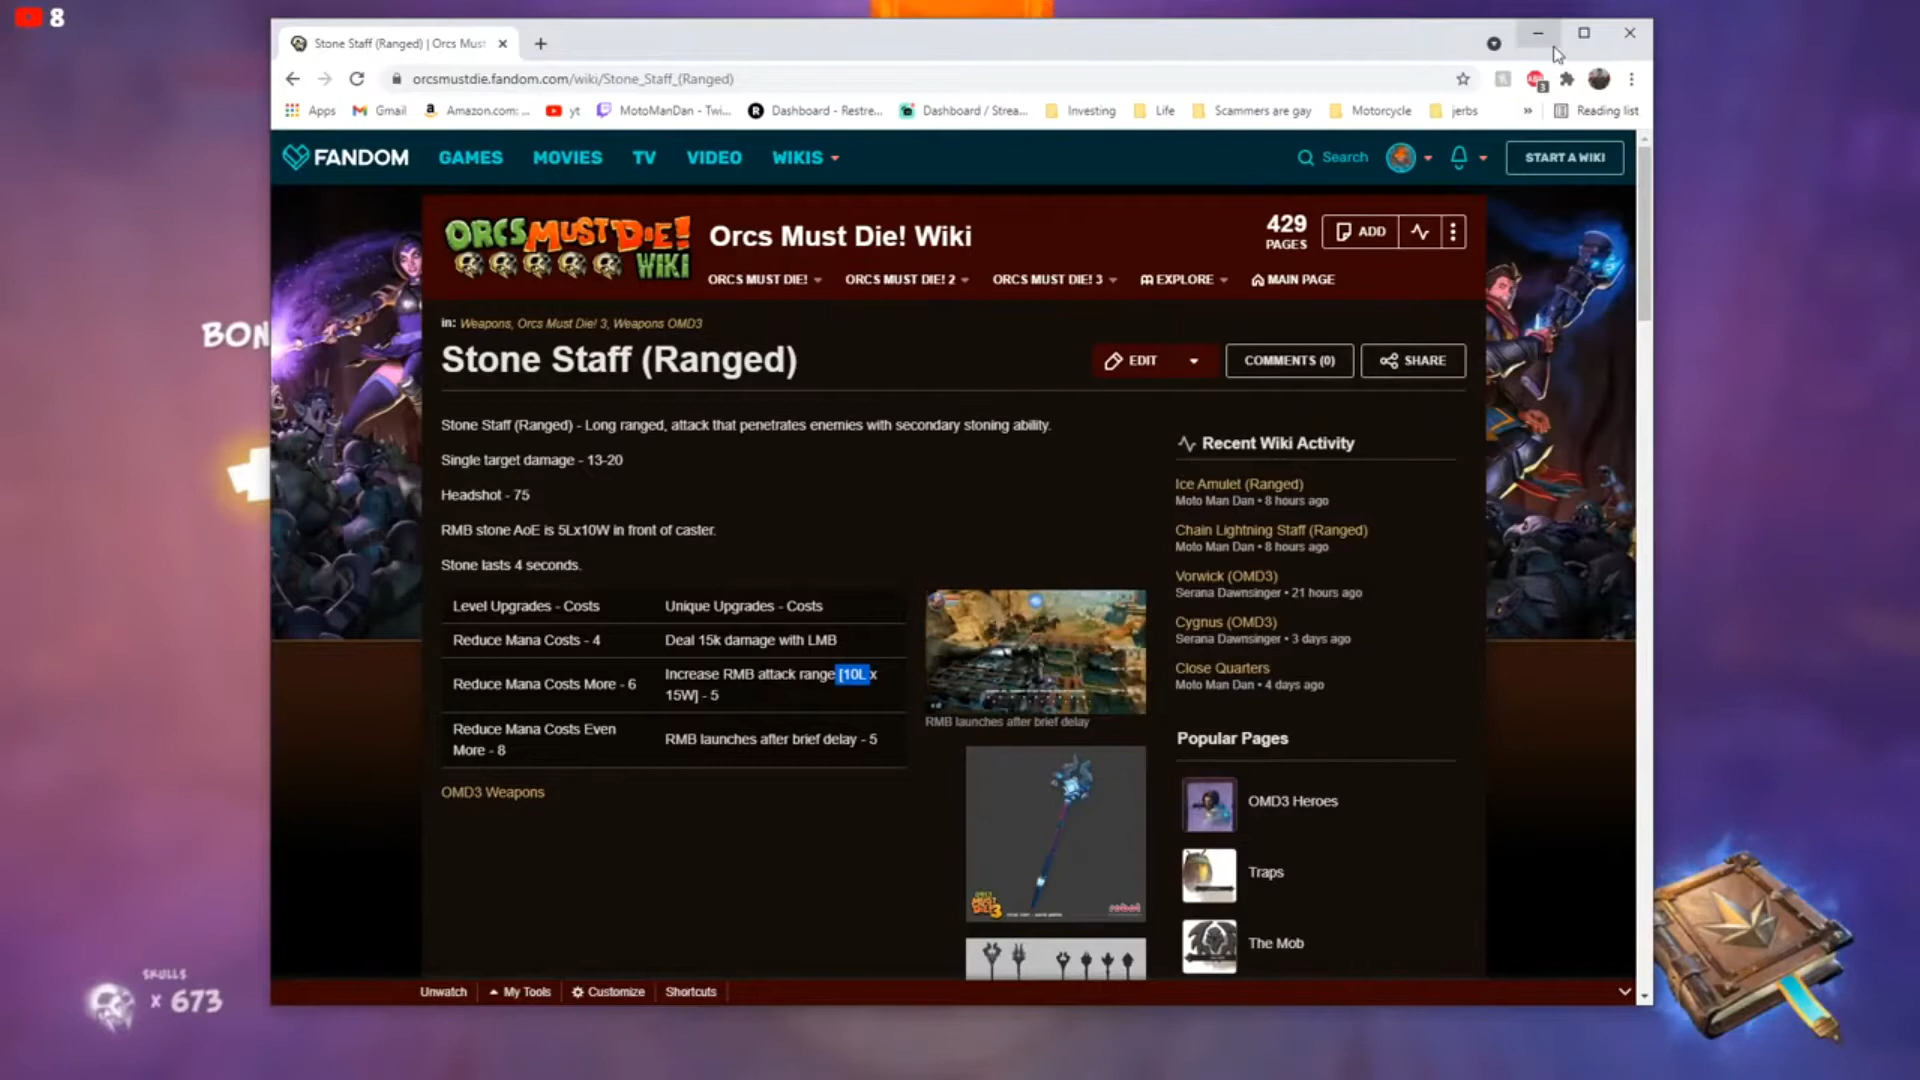 8
Stone Staff (Ranged) | Orcs Must
orcsmustdie.fandom.com/wiki/Stone_Staff_(Ranged)
3
Apps Gmail Amazon.com: ... yt MotoManDan - Twi... Dashboard - Restre... Dashboard / Strea... Investing Life Scammers are gay Motorcycle jerbs » Reading list
FANDOM GAMES MOVIES TV VIDEO WIKIS Search START A WIKI
ORCS MUST DIE! WIKI
Orcs Must Die! Wiki
429 PAGES
ADD
ORCS MUST DIE! ORCS MUST DIE! 2 ORCS MUST DIE! 3 EXPLORE MAIN PAGE
in: Weapons, Orcs Must Die! 3, Weapons OMD3
BON
Stone Staff (Ranged)
EDIT COMMENTS (0) SHARE
Stone Staff (Ranged) - Long ranged, attack that penetrates enemies with secondary stoning ability.
Single target damage - 13-20
Headshot - 75
RMB stone AoE is 5Lx10W in front of caster.
Stone lasts 4 seconds.
Level Upgrades - Costs Unique Upgrades - Costs
Reduce Mana Costs - 4 Deal 15k damage with LMB
Reduce Mana Costs More - 6 Increase RMB attack range [10L x
15W] - 5
Reduce Mana Costs Even
More - 8 RMB launches after brief delay - 5
OMD3 Weapons
RMB launches after brief delay
ORCS MUST DIE! 3
robot
Recent Wiki Activity
Ice Amulet (Ranged)
Moto Man Dan • 8 hours ago
Chain Lightning Staff (Ranged)
Moto Man Dan • 8 hours ago
Vorwick (OMD3)
Serana Dawnsinger • 21 hours ago
Cygnus (OMD3)
Serana Dawnsinger • 3 days ago
Close Quarters
Moto Man Dan • 4 days ago
Popular Pages
OMD3 Heroes
Traps
The Mob
Unwatch My Tools Customize Shortcuts
SKULLS
x 673